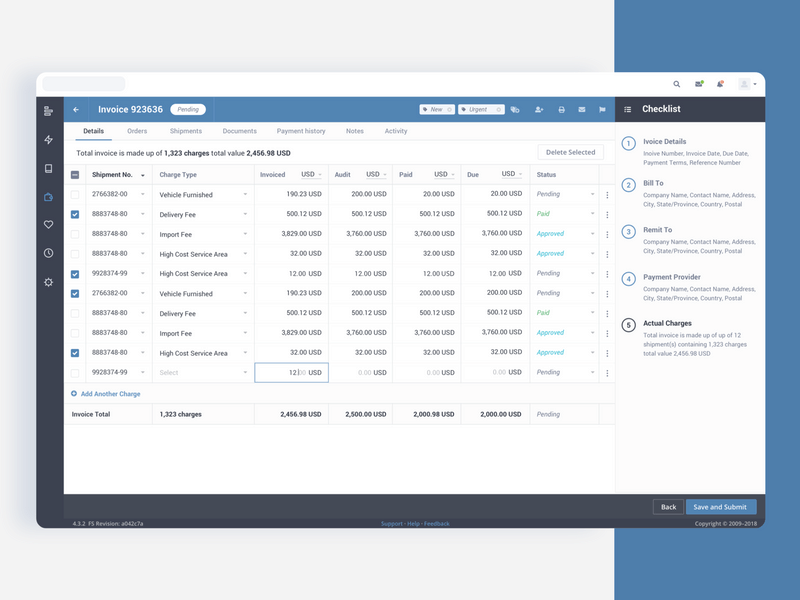 Invoice 923636 Pending New Urgent Checklist
Details Orders Shipments Documents Payment history Notes Activity
Total invoice is made up of 1,323 charges total value 2,456.98 USD Delete Selected
Shipment No. Charge Type Invoiced USD Audit USD Paid USD Due USD Status
2766382-00 Vehicle Furnished 190.23 USD 200.00 USD 20.00 USD 20.00 USD Pending
8883748-80 Delivery Fee 500.12 USD 500.12 USD 500.12 USD 500.12 USD Paid
8883748-80 Import Fee 3,829.00 USD 3,760.00 USD 3,760.00 USD 3,760.00 USD Approved
8883748-80 High Cost Service Area 32.00 USD 32.00 USD 32.00 USD 32.00 USD Approved
9928374-99 High Cost Service Area 12.00 USD 12.00 USD 12.00 USD 12.00 USD Pending
2766382-00 Vehicle Furnished 190.23 USD 200.00 USD 200.00 USD 200.00 USD Pending
8883748-80 Delivery Fee 500.12 USD 500.12 USD 500.12 USD 500.12 USD Paid
8883748-80 Import Fee 3,829.00 USD 3,760.00 USD 3,760.00 USD 3,760.00 USD Approved
8883748-80 High Cost Service Area 32.00 USD 32.00 USD 32.00 USD 32.00 USD Approved
9928374-99 Select 12.00 USD 0.00 USD 0.00 USD 0.00 USD Pending
Add Another Charge
Invoice Total 1,323 charges 2,456.98 USD 2,500.00 USD 2,000.98 USD 2,000.00 USD Pending
1 Ivoice Details
Inoive Number, Invoice Date, Due Date,
Payment Terms, Reference Number
2 Bill To
Company Name, Contact Name, Address,
City, State/Province, Country, Postal
3 Remit To
Company Name, Contact Name, Address,
City, State/Province, Country, Postal
4 Payment Provider
Company Name, Contact Name, Address,
City, State/Province, Country, Postal
5 Actual Charges
Total invoice is made up of up of 12
shipment(s) containing 1,323 charges
total value 2,456.98 USD
Back Save and Submit
4.3.2 FS Revision: a042c7a Support · Help · Feedback Copyright © 2009–2018